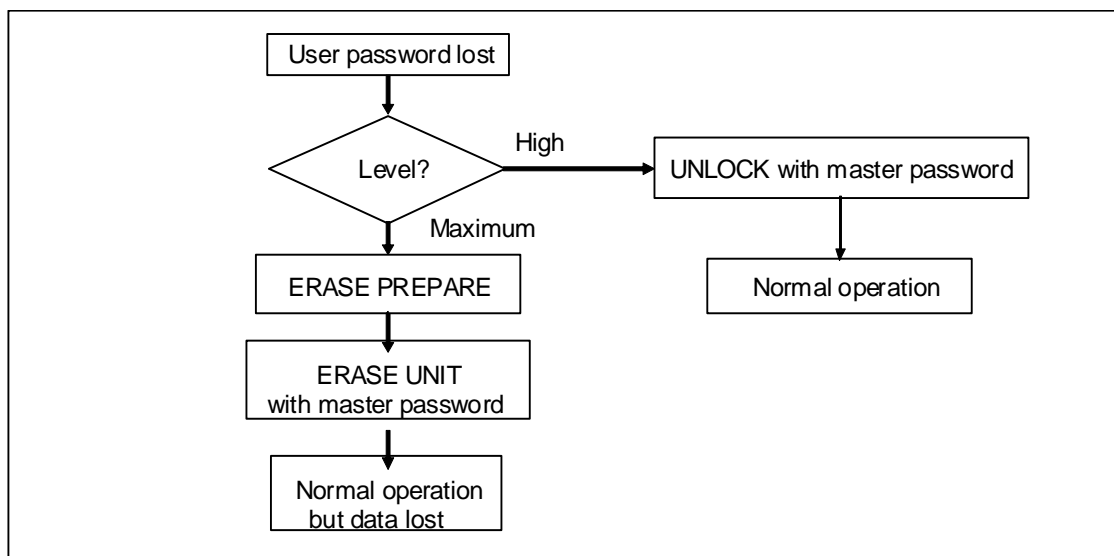 User password lost
Level?
High
UNLOCK with master password
Maximum
ERASE PREPARE
Normal operation
ERASE UNIT
with master password
Normal operation
but data lost